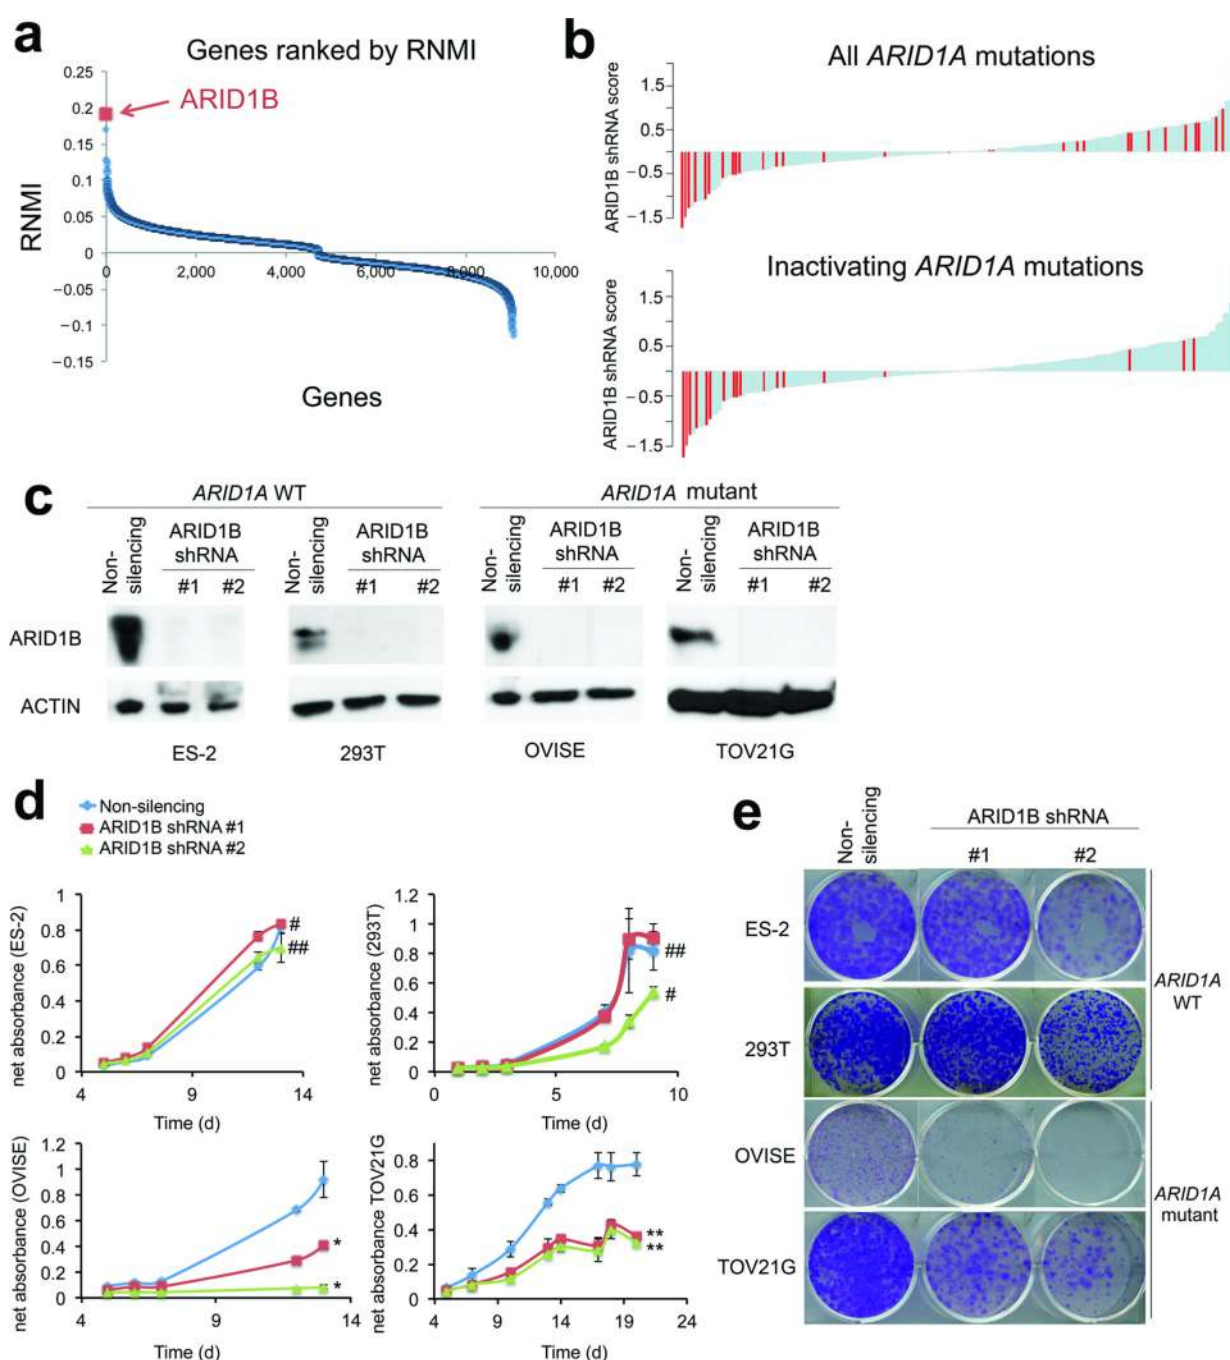 a
Genes ranked by RNMI
ARID1B
RNMI
0.25
0.2
0.15
0.1
0.05
0
−0.05
−0.1
−0.15
0 2,000 4,000 6,000 8,000 10,000
Genes
b
All ARID1A mutations
ARID1B shRNA score
1.5
0.5
−0.5
−1.5
Inactivating ARID1A mutations
ARID1B shRNA score
1.5
0.5
−0.5
−1.5
c
ARID1A WT
ARID1A mutant
Non-silencing
ARID1B shRNA
#1 #2
Non-silencing
ARID1B shRNA
#1 #2
Non-silencing
ARID1B shRNA
#1 #2
Non-silencing
ARID1B shRNA
#1 #2
ARID1B
ACTIN
ES-2 293T OVISE TOV21G
d
Non-silencing
ARID1B shRNA #1
ARID1B shRNA #2
net absorbance (ES-2)
1
0.8
0.6
0.4
0.2
0
4 9 14
Time (d)
#
##
net absorbance (293T)
1.2
1
0.8
0.6
0.4
0.2
0
0 5 10
Time (d)
##
#
net absorbance (OVISE)
1.2
1
0.8
0.6
0.4
0.2
0
4 9 14
Time (d)
*
*
net absorbance TOV21G
0.8
0.6
0.4
0.2
0
4 9 14 19 24
Time (d)
**
**
e
Non-silencing
ARID1B shRNA
#1 #2
ES-2
293T
OVISE
TOV21G
ARID1A WT
ARID1A mutant